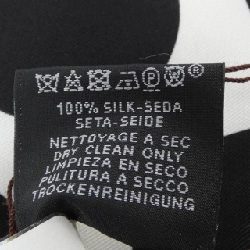 100% SILK-SEDA
SETA-SEIDE
NETTOYAGE A SEC
DRY CLEAN ONLY
LIMPIEZA EN SECO
PULITURA A SECCO
TROCKENREINIGUNG